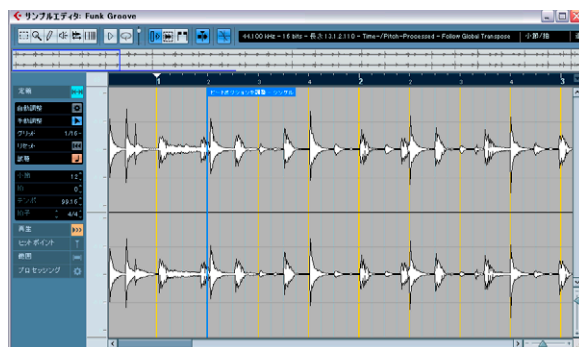 サンプルエディタ: Funk Groove
44.100 kHz - 16 bits - 長さ: 13.1.2.110 - Time-/Pitch-Processed - Follow Global Transpose 小節/拍
1 2 3 4 1 2 3 4 1
定義
ビートポジションを調整 - シングル
自動調整
手動調整
グリッド 1/16
リセット
試聴
小節 12
拍 0
テンポ 99.16
拍子 4/4
再生
ヒットポイント
範囲
プロセッシング